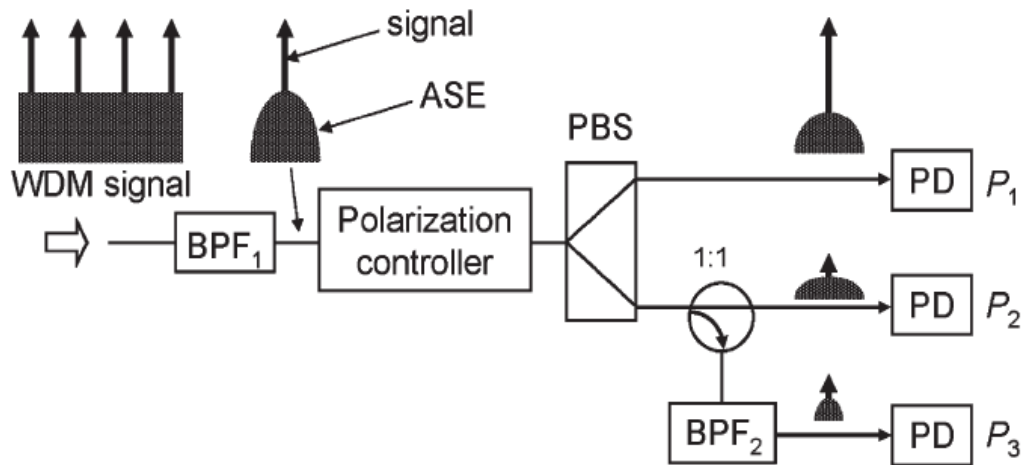 signal
ASE
WDM signal
BPF1
Polarization
controller
PBS
PD
P1
1:1
PD
P2
BPF2
PD
P3